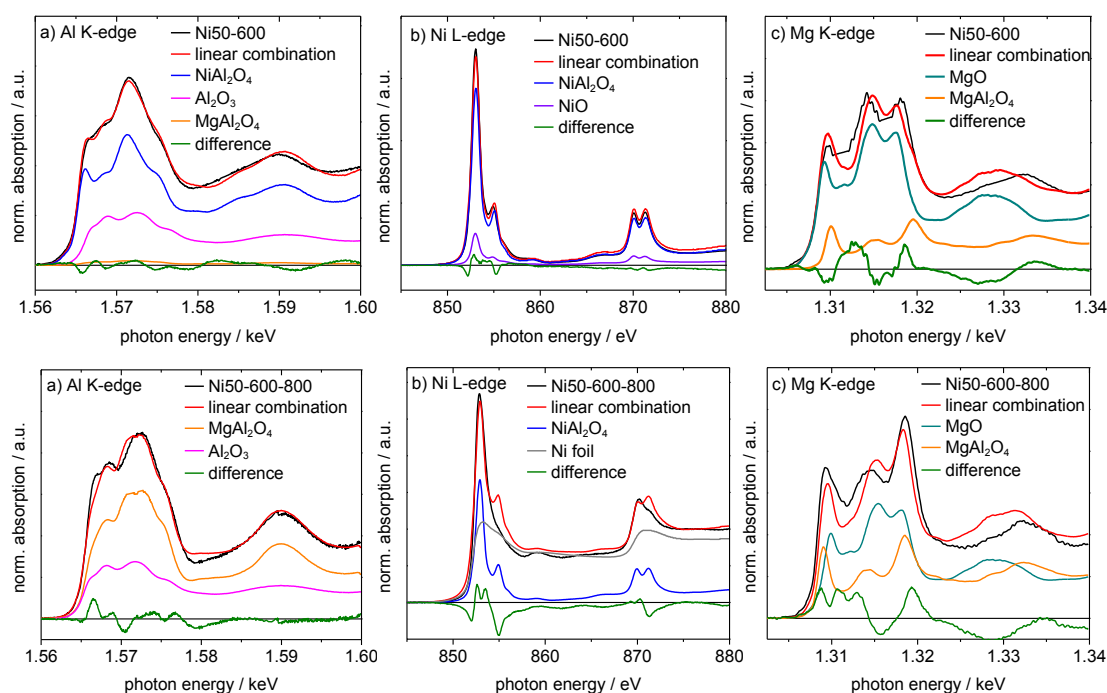 a) Al K-edge
Ni50-600
linear combination
NiAl₂O₄
Al₂O₃
MgAl₂O₄
difference
norm. absorption / a.u.
1.56 1.57 1.58 1.59 1.60
photon energy / keV
b) Ni L-edge
Ni50-600
linear combination
NiAl₂O₄
NiO
difference
norm. absorption / a.u.
850 860 870 880
photon energy / eV
c) Mg K-edge
Ni50-600
linear combination
MgO
MgAl₂O₄
difference
norm. absorption / a.u.
1.31 1.32 1.33 1.34
photon energy / keV
a) Al K-edge
Ni50-600-800
linear combination
MgAl₂O₄
Al₂O₃
difference
norm. absorption / a.u.
1.56 1.57 1.58 1.59 1.60
photon energy / keV
b) Ni L-edge
Ni50-600-800
linear combination
NiAl₂O₄
Ni foil
difference
norm. absorption / a.u.
850 860 870 880
photon energy / eV
c) Mg K-edge
Ni50-600-800
linear combination
MgO
MgAl₂O₄
difference
norm. absorption / a.u.
1.31 1.32 1.33 1.34
photon energy / keV